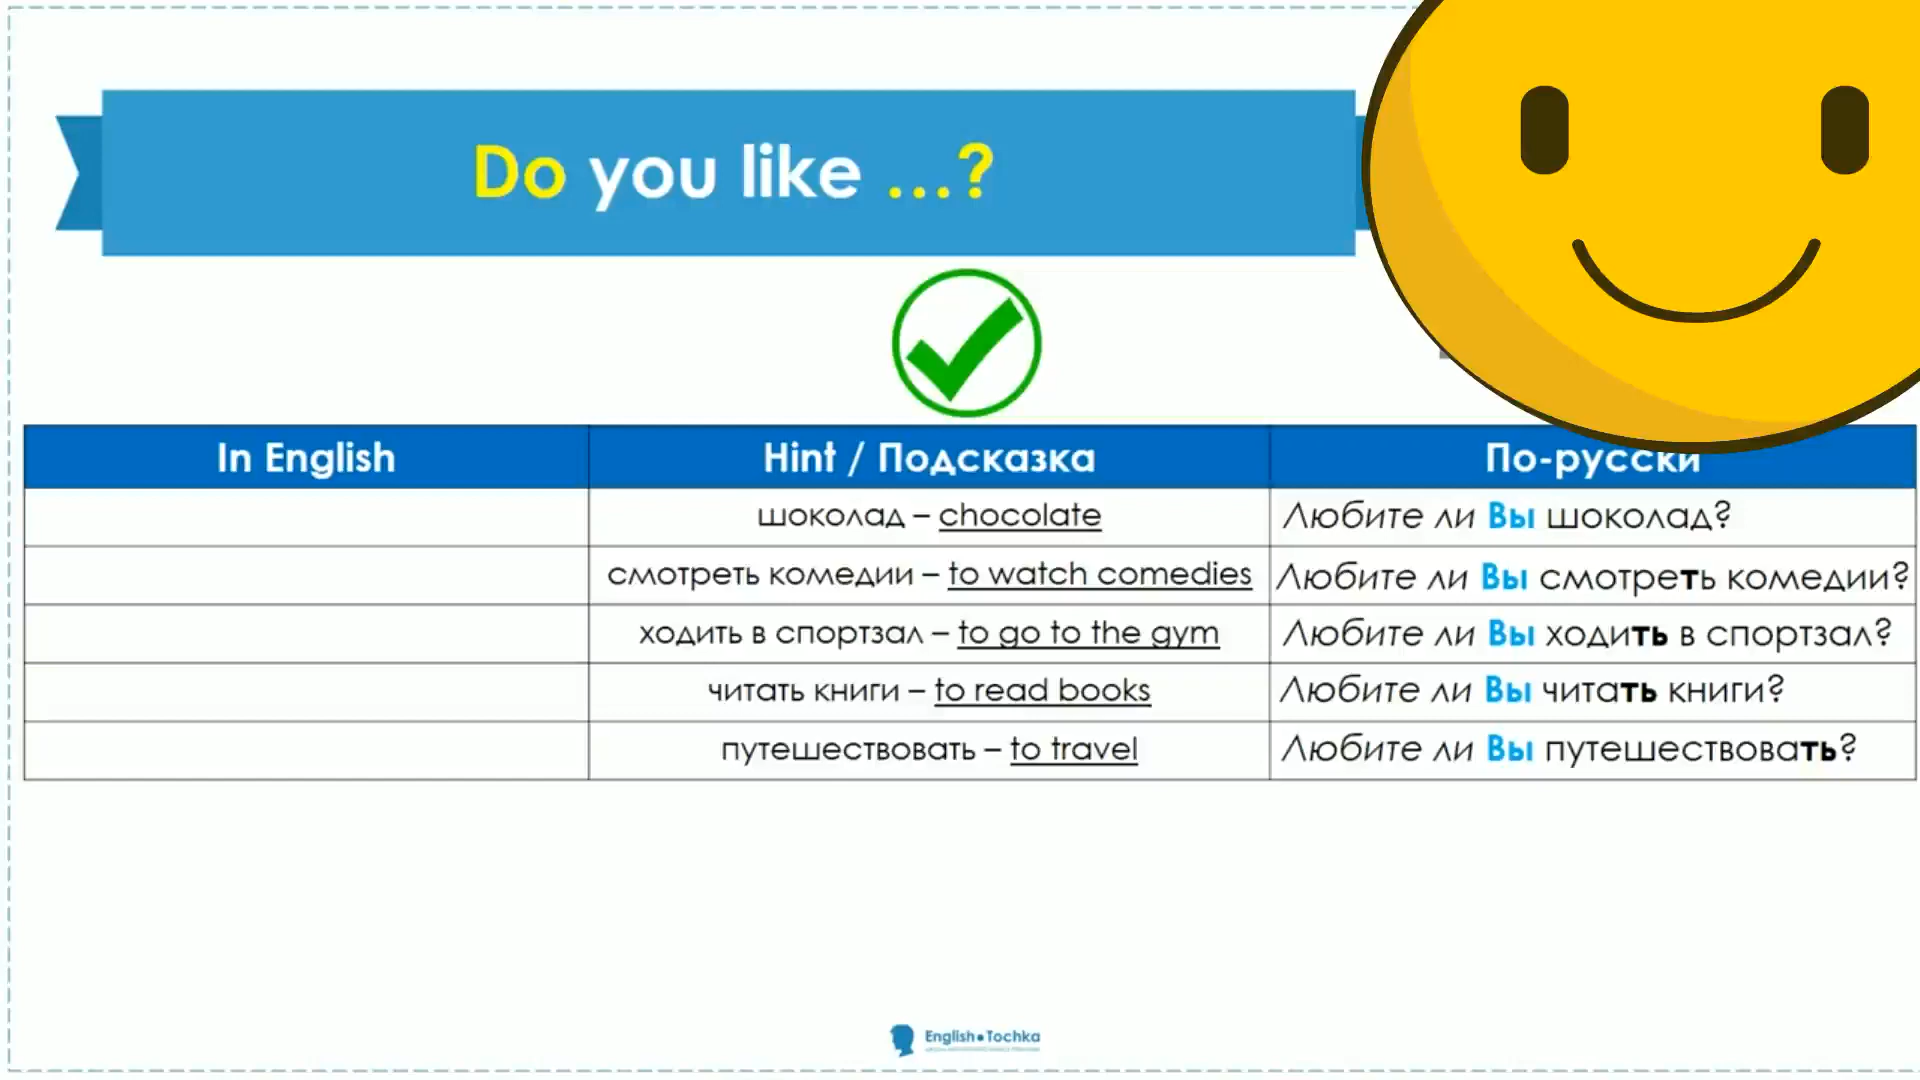 Do you like ...?
In English
Hint / Подсказка
По-русски
шоколад – chocolate
Любите ли Вы шоколад?
смотреть комедии – to watch comedies
Любите ли Вы смотреть комедии?
ходить в спортзал – to go to the gym
Любите ли Вы ходить в спортзал?
читать книги – to read books
Любите ли Вы читать книги?
путешествовать – to travel
Любите ли Вы путешествовать?
English•Tochka